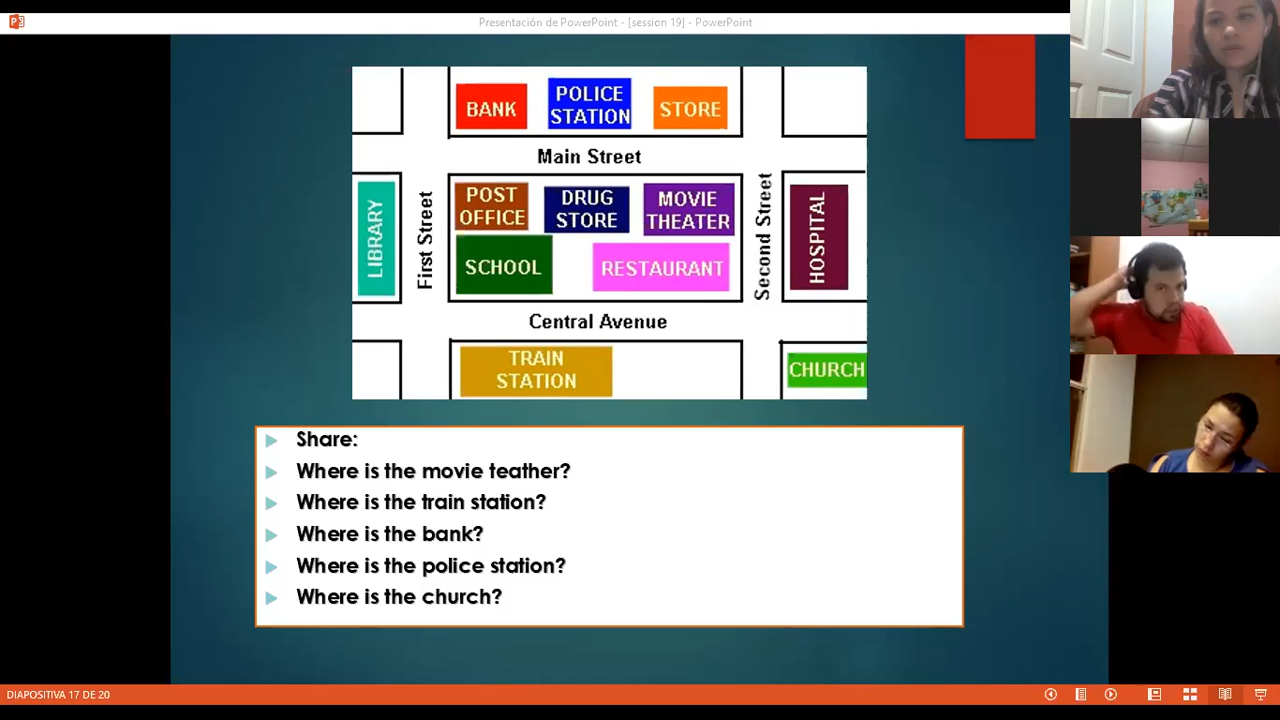 Presentación de PowerPoint - [session 19] - PowerPoint
BANK
POLICE
STATION
STORE
Main Street
LIBRARY
First Street
POST
OFFICE
DRUG
STORE
MOVIE
THEATER
SCHOOL
RESTAURANT
Second Street
HOSPITAL
Central Avenue
TRAIN
STATION
CHURCH
Share:
Where is the movie teather?
Where is the train station?
Where is the bank?
Where is the police station?
Where is the church?
DIAPOSITIVA 17 DE 20